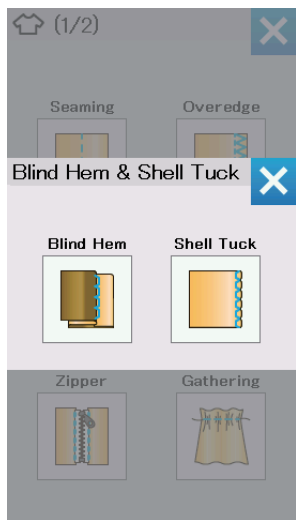 (1/2)
Seaming Overedge
Blind Hem & Shell Tuck
Blind Hem Shell Tuck
Zipper Gathering